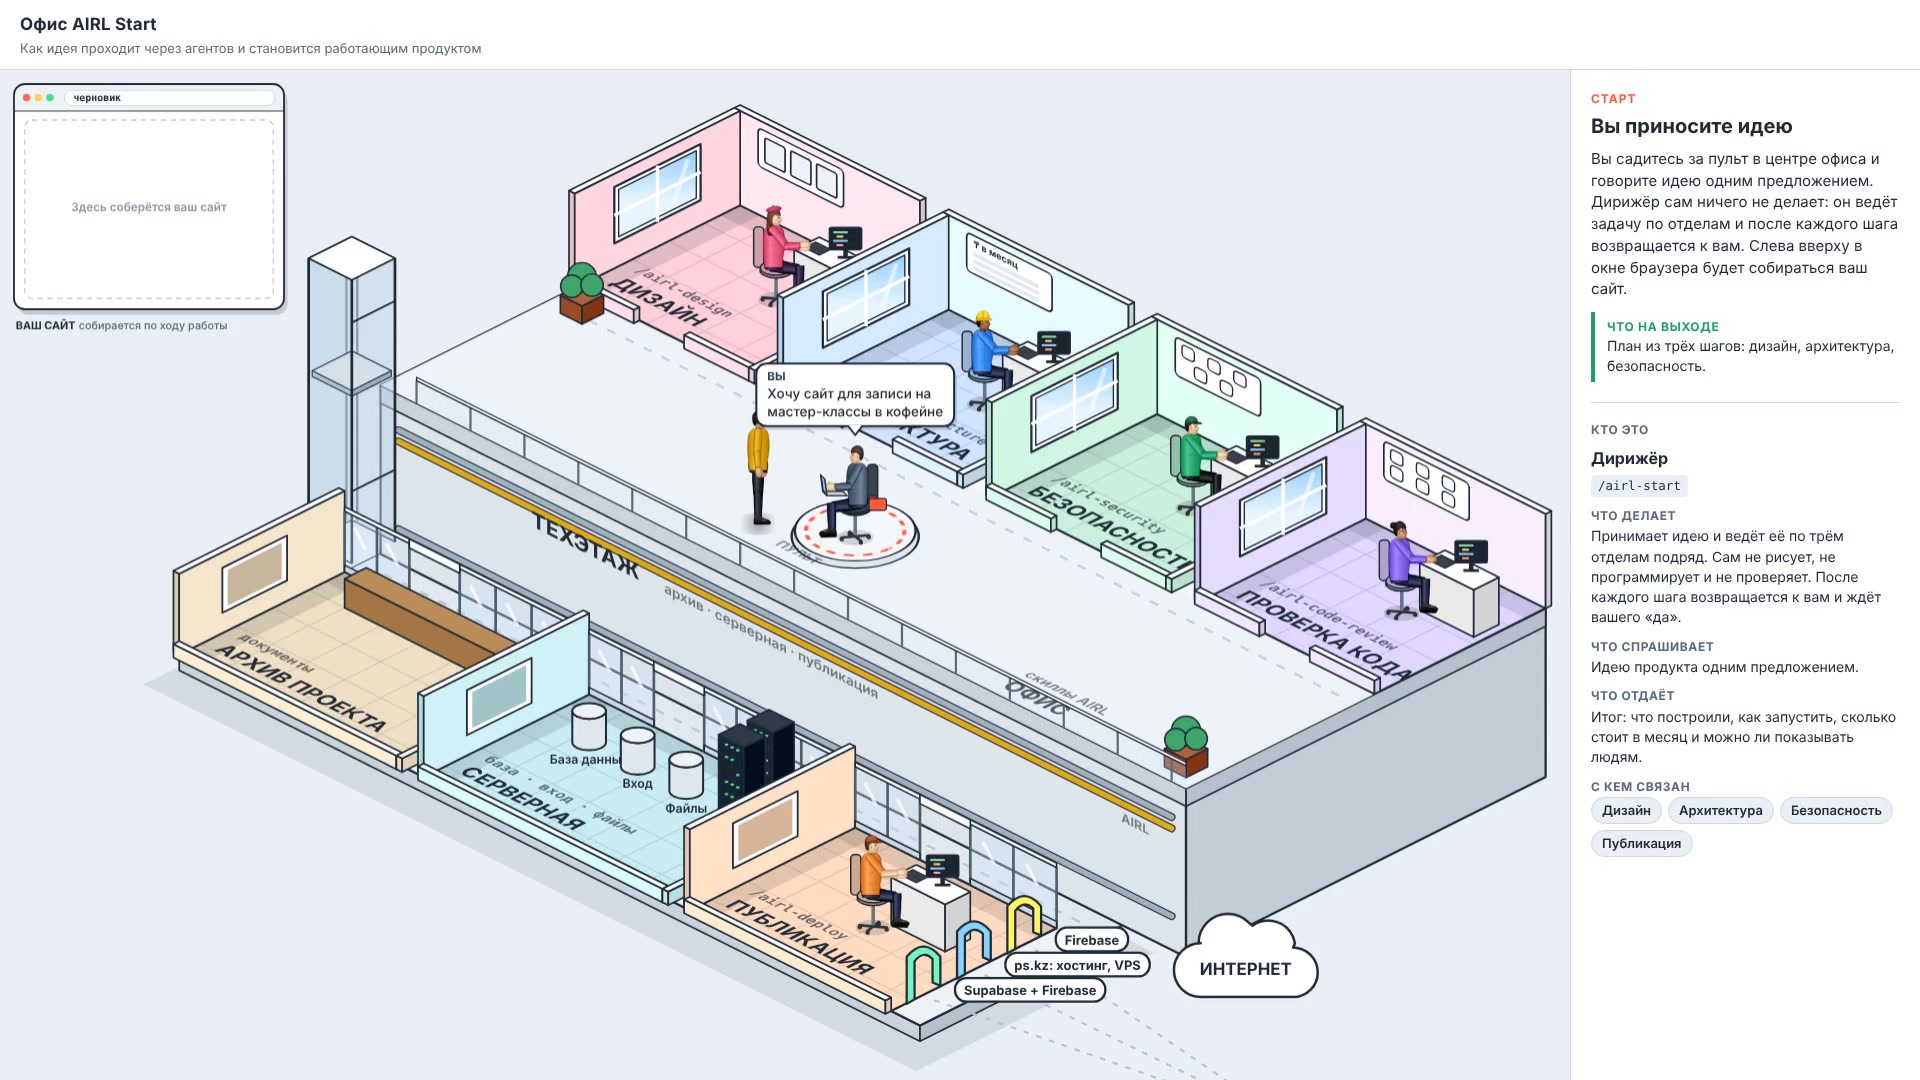 Офис AIRL Start
Как идея проходит через агентов и становится работающим продуктом
черновик
Здесь соберётся ваш сайт
ВАШ САЙТ собирается по ходу работы
/airl-design
ДИЗАЙН
₸ в месяц
ВЫ
Хочу сайт для записи на
мастер-классы в кофейне
КТУРА
/airl-security
БЕЗОПАСНОСТЬ
/airl-code-review
ПРОВЕРКА КОДА
ПУЛЬТ
ТЕХЭТАЖ
архив · серверная · публикация
скиллы AIRL
ОФИС
AIRL
документы
АРХИВ ПРОЕКТА
База данных
Вход
Файлы
база · вход · файлы
СЕРВЕРНАЯ
/airl-deploy
ПУБЛИКАЦИЯ
Firebase
ps.kz: хостинг, VPS
Supabase + Firebase
ИНТЕРНЕТ
СТАРТ
Вы приносите идею
Вы садитесь за пульт в центре офиса и
говорите идею одним предложением.
Дирижёр сам ничего не делает: он ведёт
задачу по отделам и после каждого шага
возвращается к вам. Слева вверху в
окне браузера будет собираться ваш
сайт.
ЧТО НА ВЫХОДЕ
План из трёх шагов: дизайн, архитектура,
безопасность.
КТО ЭТО
Дирижёр
/airl-start
ЧТО ДЕЛАЕТ
Принимает идею и ведёт её по трём
отделам подряд. Сам не рисует, не
программирует и не проверяет. После
каждого шага возвращается к вам и ждёт
вашего «да».
ЧТО СПРАШИВАЕТ
Идею продукта одним предложением.
ЧТО ОТДАЁТ
Итог: что построили, как запустить, сколько
стоит в месяц и можно ли показывать
людям.
С КЕМ СВЯЗАН
Дизайн Архитектура Безопасность
Публикация